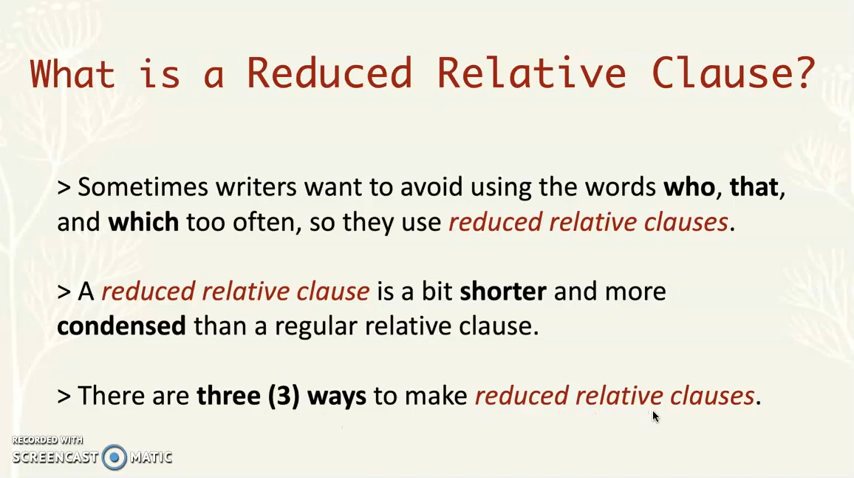 What is a Reduced Relative Clause?
> Sometimes writers want to avoid using the words who, that,
and which too often, so they use reduced relative clauses.
> A reduced relative clause is a bit shorter and more
condensed than a regular relative clause.
> There are three (3) ways to make reduced relative clauses.
RECORDED WITH
SCREENCAST MATIC